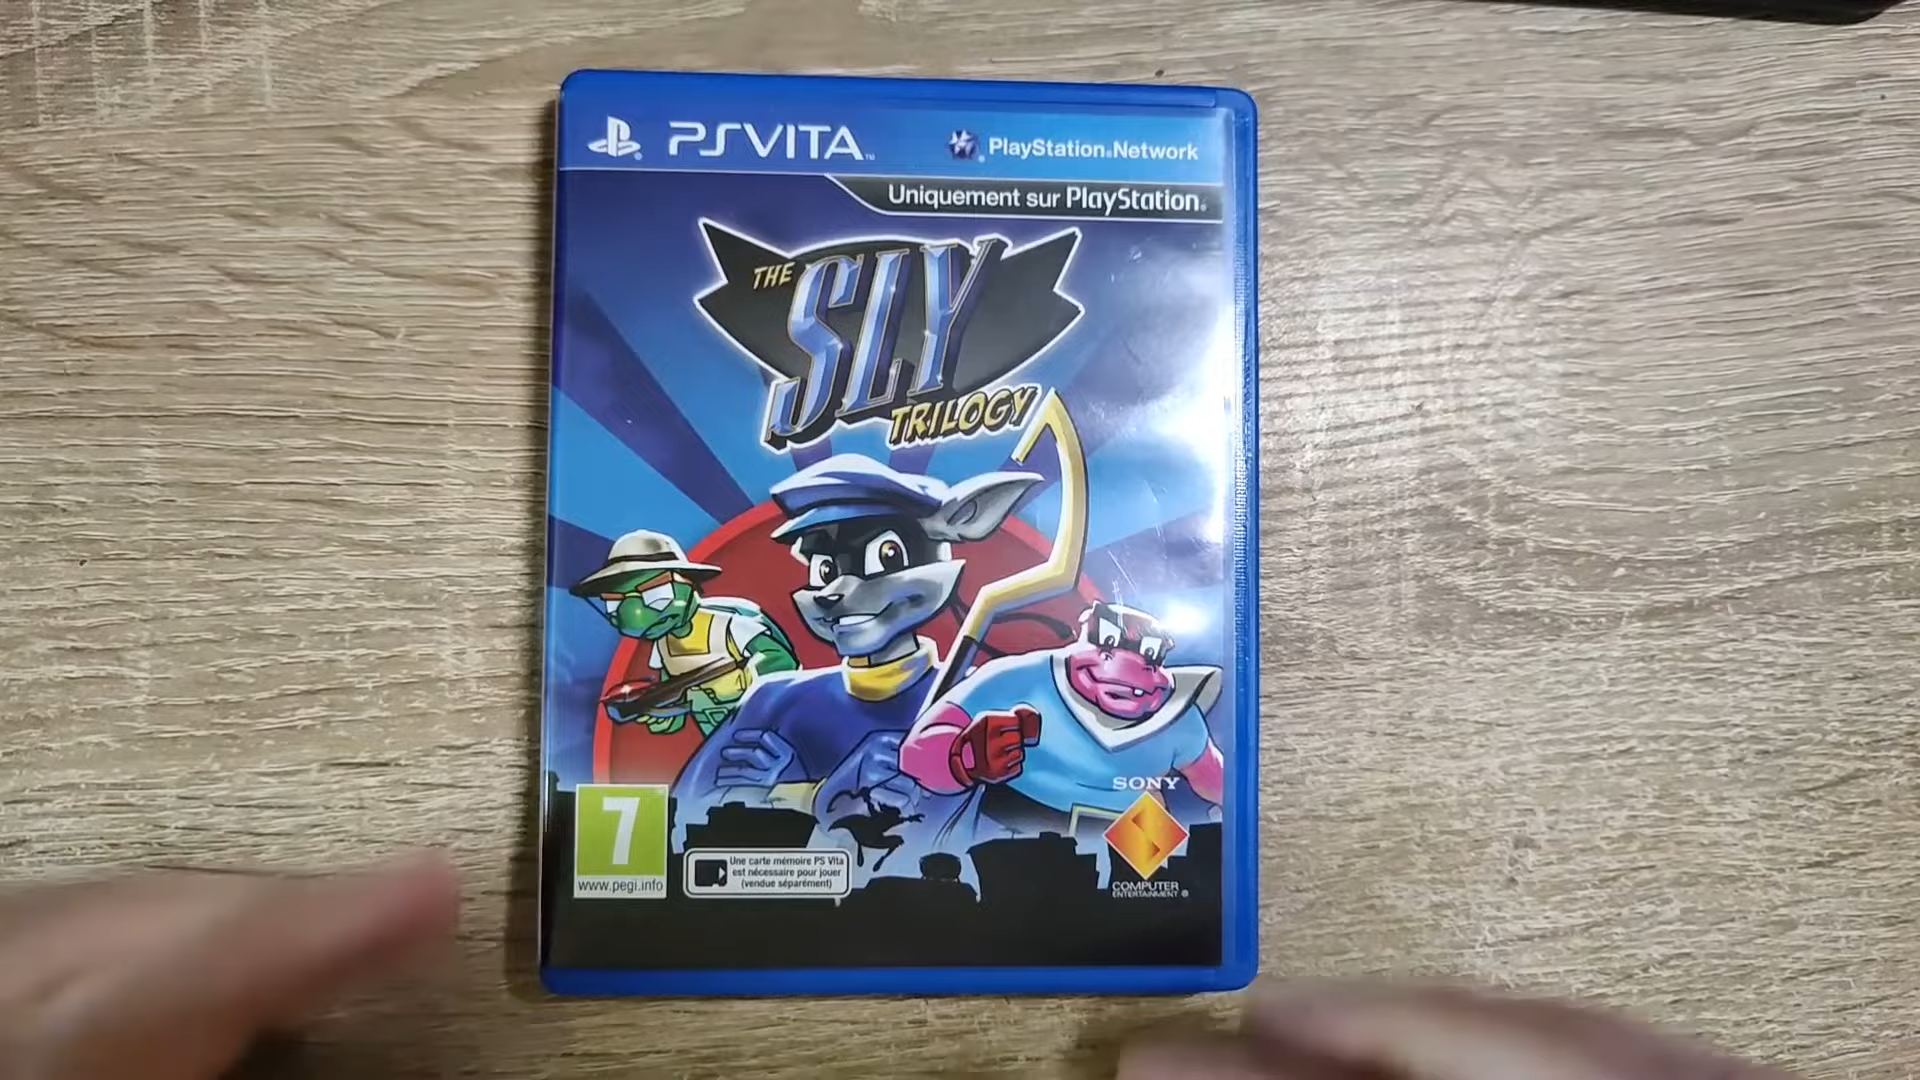 PSVITA™
PlayStation®Network
Uniquement sur PlayStation®
THE
SLY
TRILOGY
SONY
7
www.pegi.info
Une carte mémoire PS Vita
est nécessaire pour jouer
(vendue séparément)
COMPUTER
ENTERTAINMENT ®